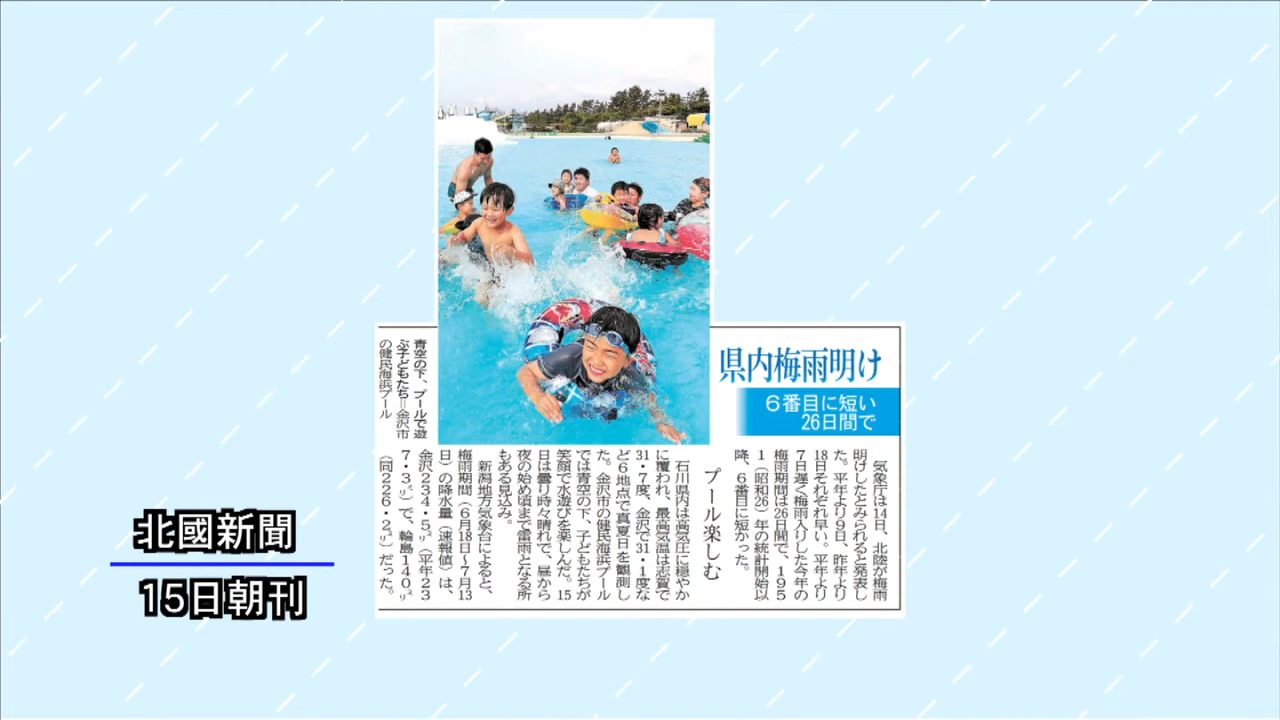 県内梅雨明け
6番目に短い
26日間で
気象庁は14日、北陸が梅雨
明けしたとみられると発表し
た。平年より9日、昨年より
18日それぞれ早い。平年より
7日遅く梅雨入りした今年の
梅雨期間は26日間で、195
1（昭和26）年の統計開始以
降、6番目に短かった。
プール楽しむ
石川県内は高気圧に穏やか
に覆われ、最高気温は志賀で
31・7度、金沢で31・1度な
ど6地点で真夏日を観測し
た。金沢市の健民海浜プール
では青空の下、子どもたちが
笑顔で水遊びを楽しんだ。15
日は曇り時々晴れで、昼から
夜の始め頃まで雷雨となる所
もある見込み。
新潟地方気象台によると、
梅雨期間（6月18日～7月13
日）の降水量（速報値）は、
金沢234・5㍉（平年23
7・3㍉）で、輪島140㍉
（同226・2㍉）だった。
青空の下、プールで遊
ぶ子どもたち＝金沢市
の健民海浜プール
北國新聞
15日朝刊